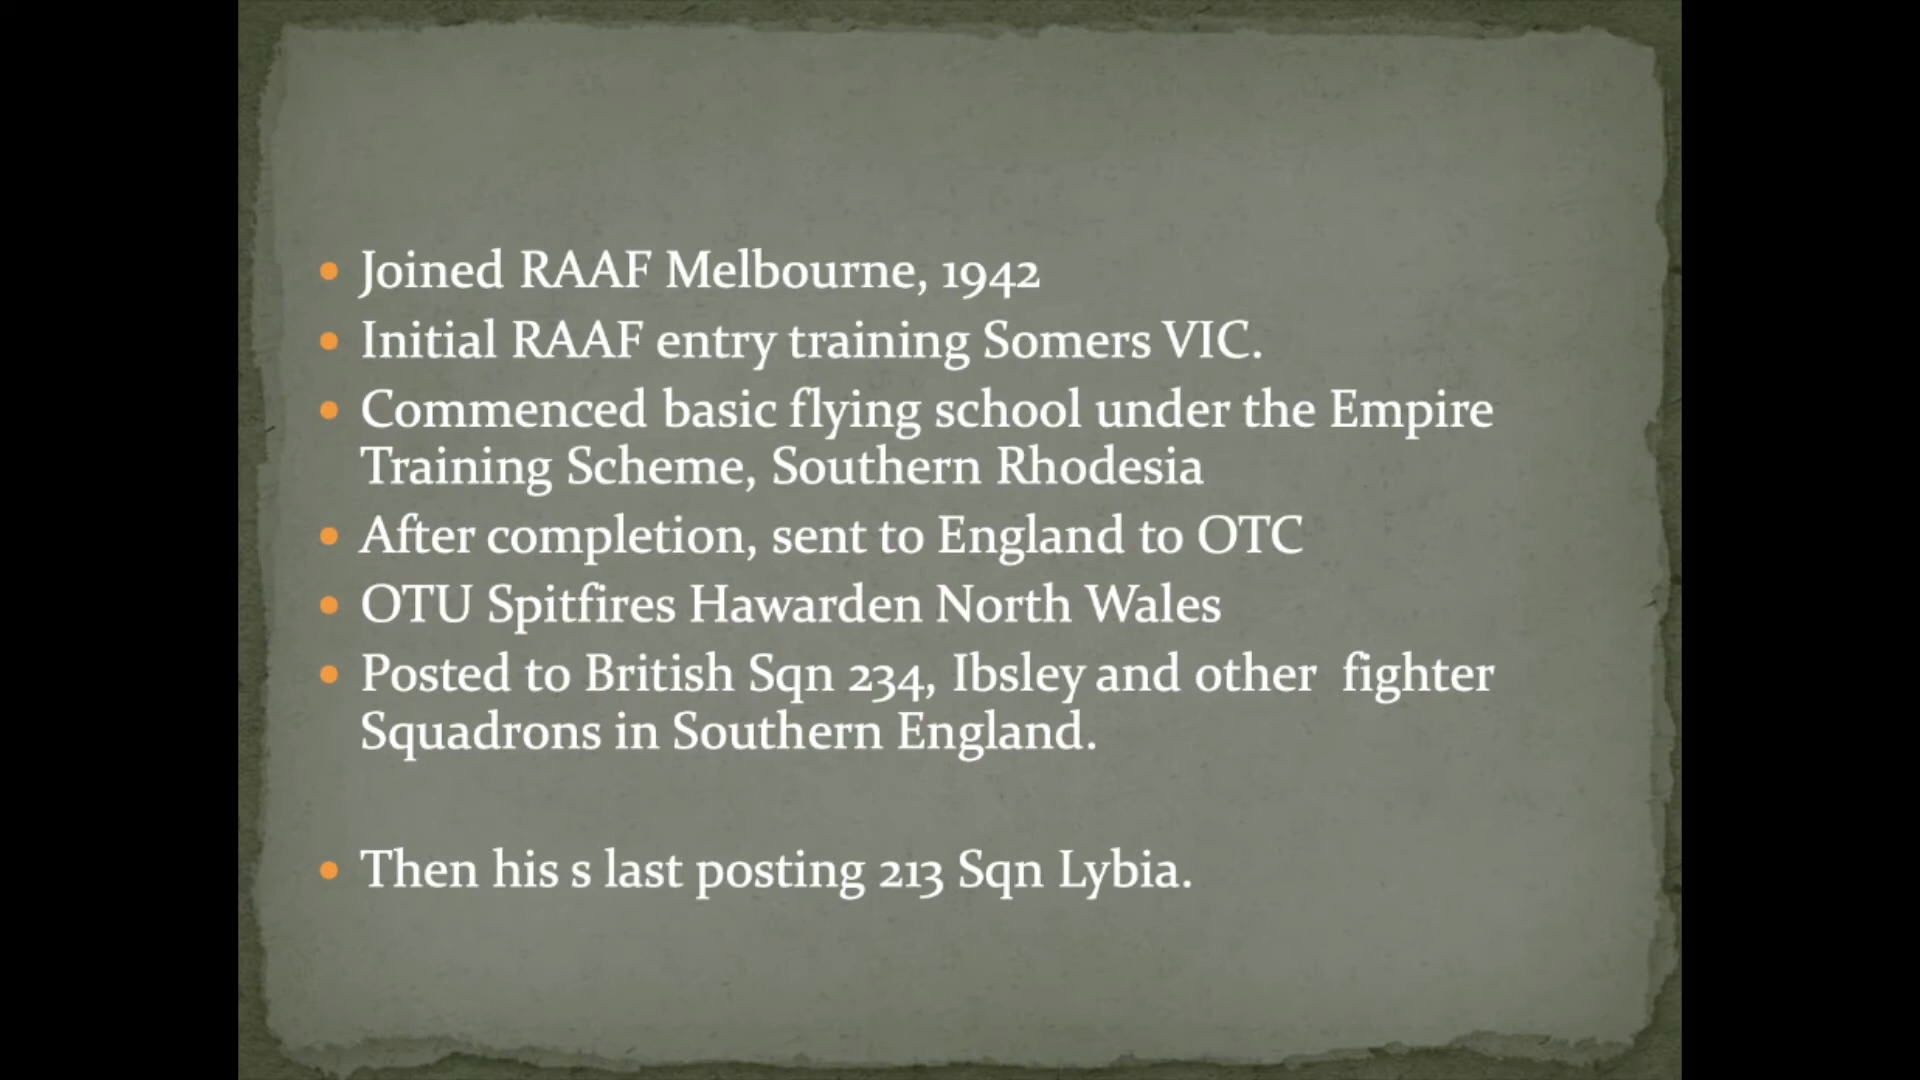 • Joined RAAF Melbourne, 1942
• Initial RAAF entry training Somers VIC.
• Commenced basic flying school under the Empire
Training Scheme, Southern Rhodesia
• After completion, sent to England to OTC
• OTU Spitfires Hawarden North Wales
• Posted to British Sqn 234, Ibsley and other  fighter
Squadrons in Southern England.
• Then his s last posting 213 Sqn Lybia.